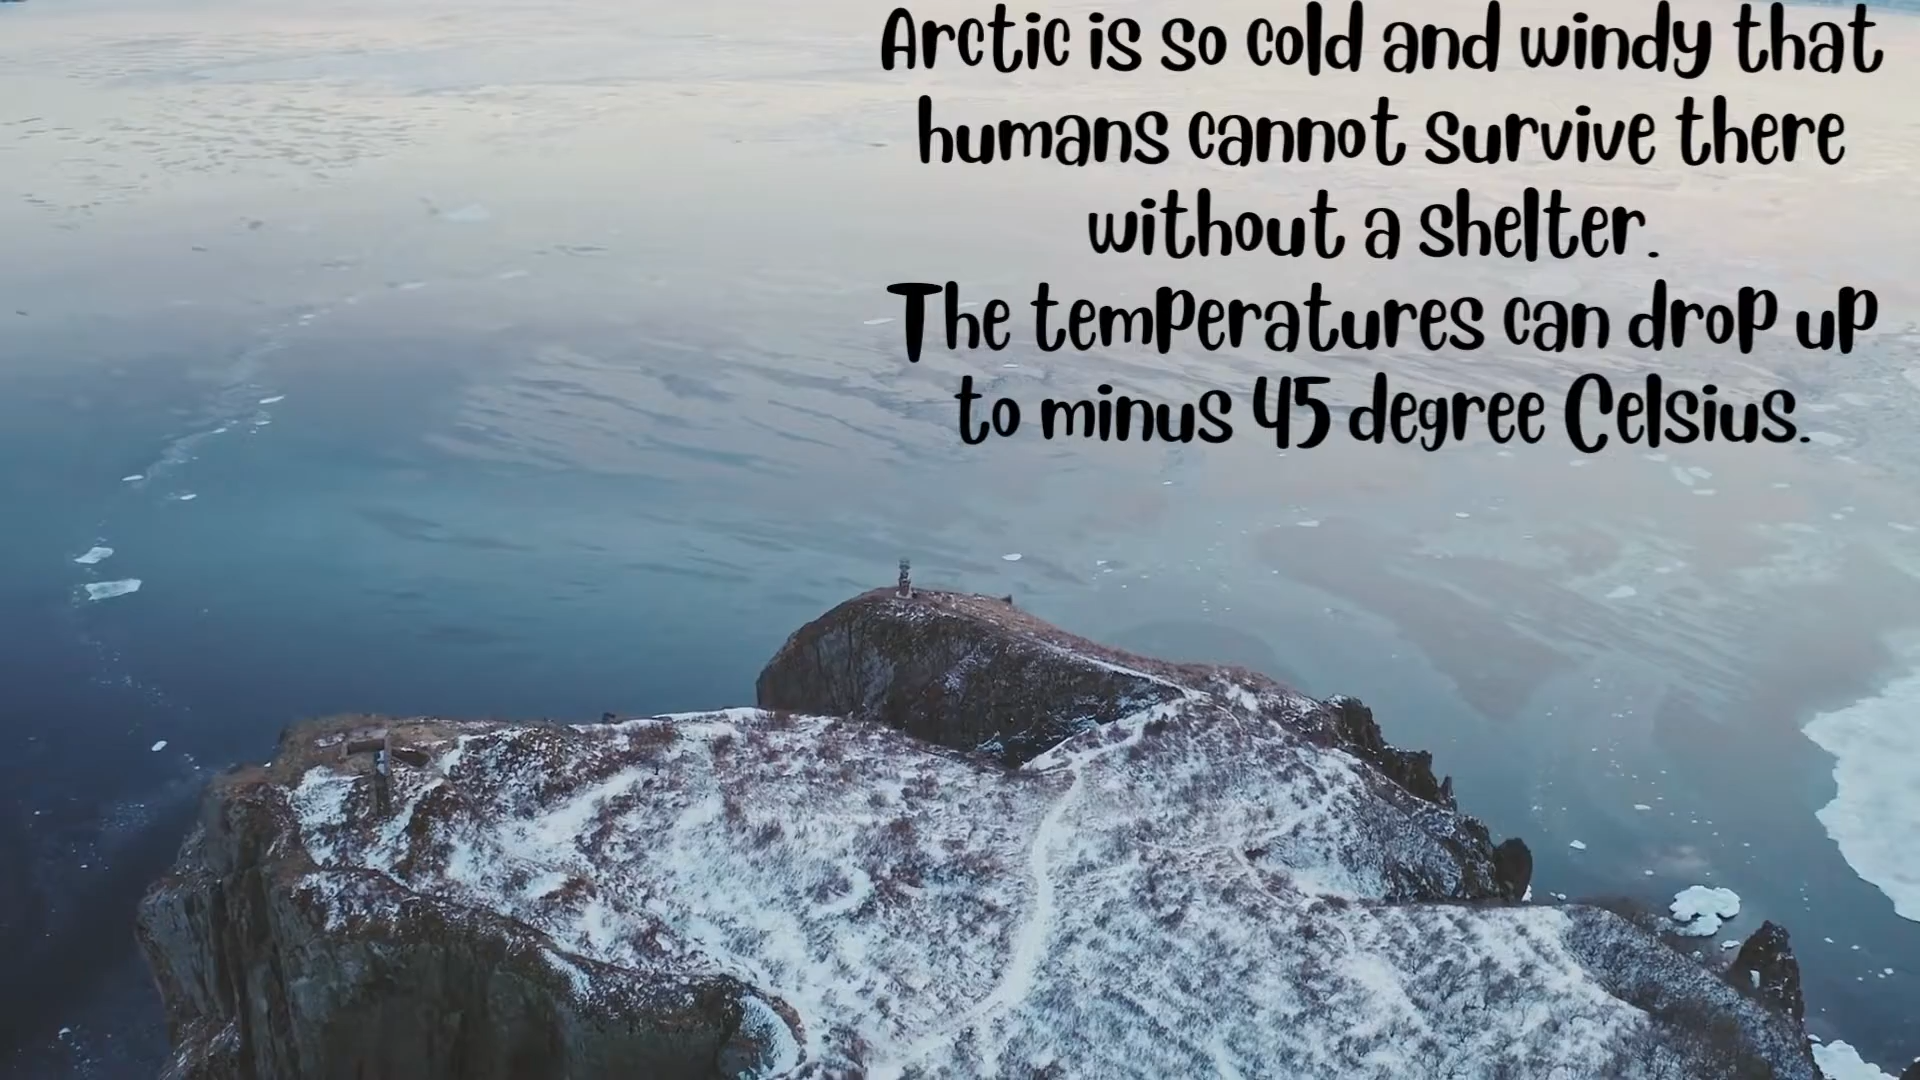 Arctic is so cold and windy that
humans cannot survive there
without a shelter.
The temperatures can drop up
to minus 45 degree Celsius.